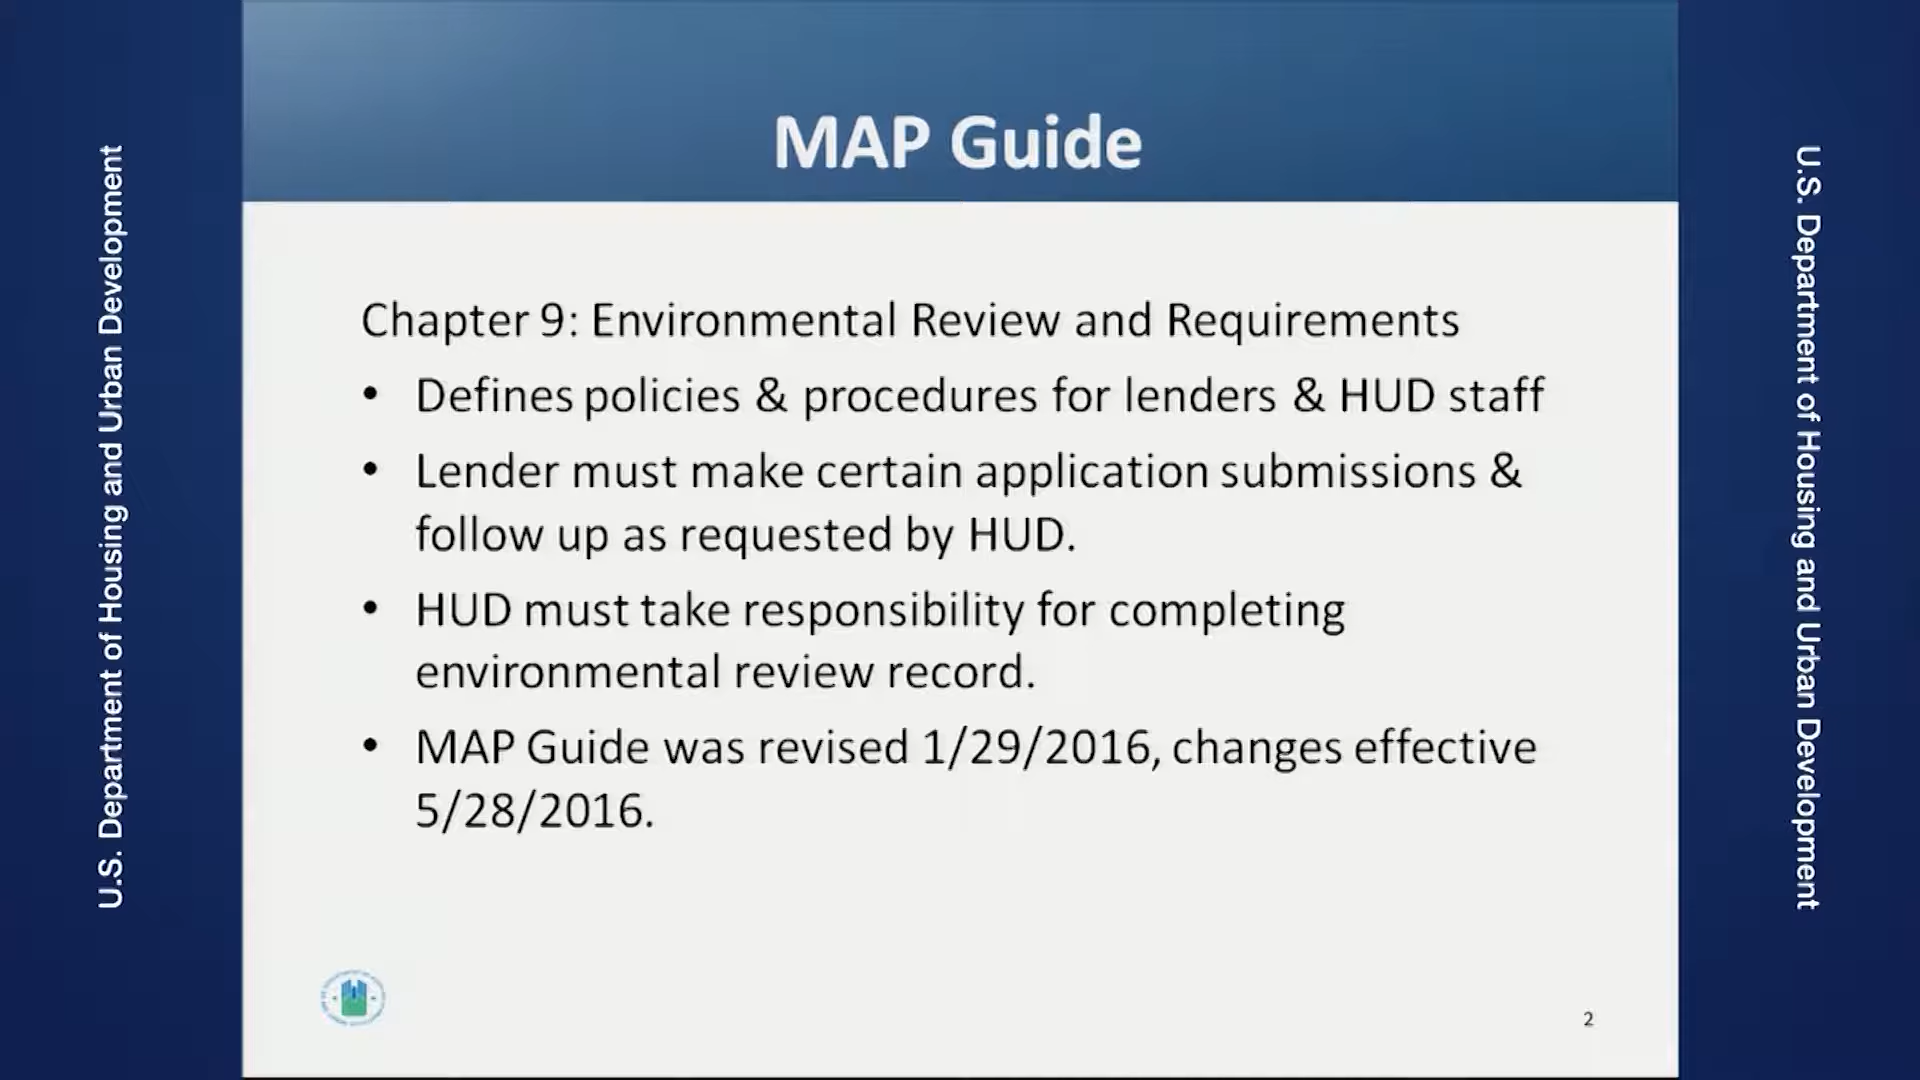 MAP Guide
Chapter 9: Environmental Review and Requirements
• Defines policies & procedures for lenders & HUD staff
• Lender must make certain application submissions &
follow up as requested by HUD.
• HUD must take responsibility for completing
environmental review record.
• MAP Guide was revised 1/29/2016, changes effective
5/28/2016.
2
U.S. Department of Housing and Urban Development
U.S. Department of Housing and Urban Development